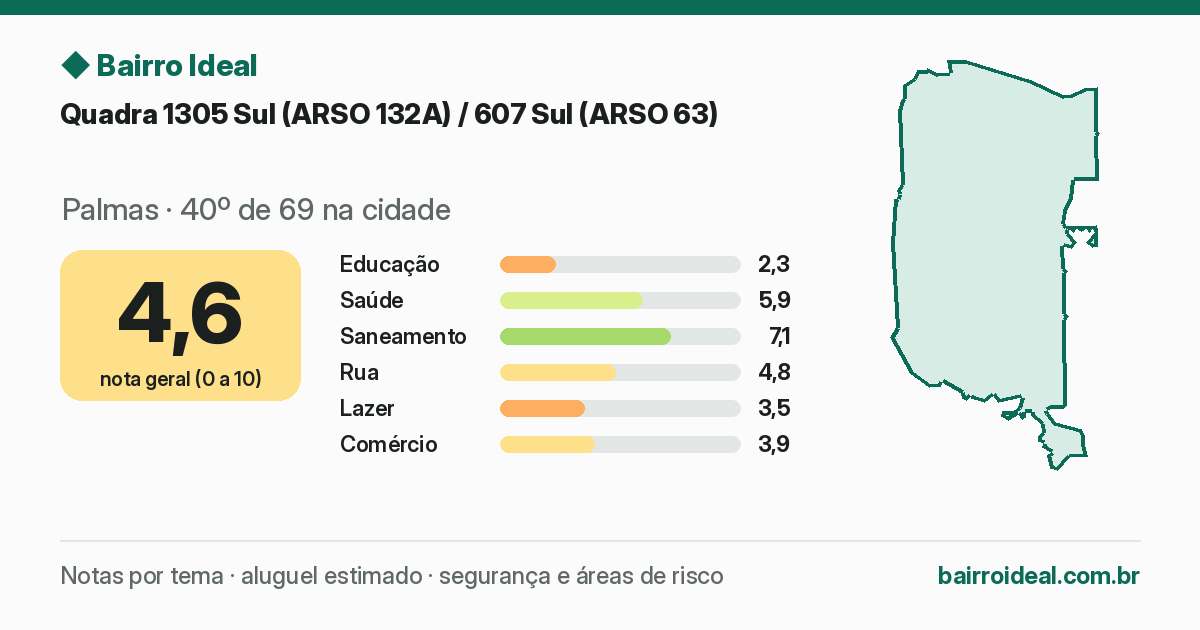 Bairro Ideal
Quadra 1305 Sul (ARSO 132A) / 607 Sul (ARSO 63)
Palmas · 40º de 69 na cidade
4,6
nota geral (0 a 10)
Educação 2,3
Saúde 5,9
Saneamento 7,1
Rua 4,8
Lazer 3,5
Comércio 3,9
Notas por tema · aluguel estimado · segurança e áreas de risco
bairroideal.com.br